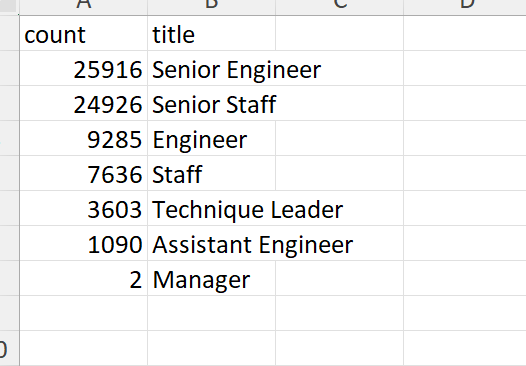 A B C D
count title
25916 Senior Engineer
24926 Senior Staff
9285 Engineer
7636 Staff
3603 Technique Leader
1090 Assistant Engineer
2 Manager